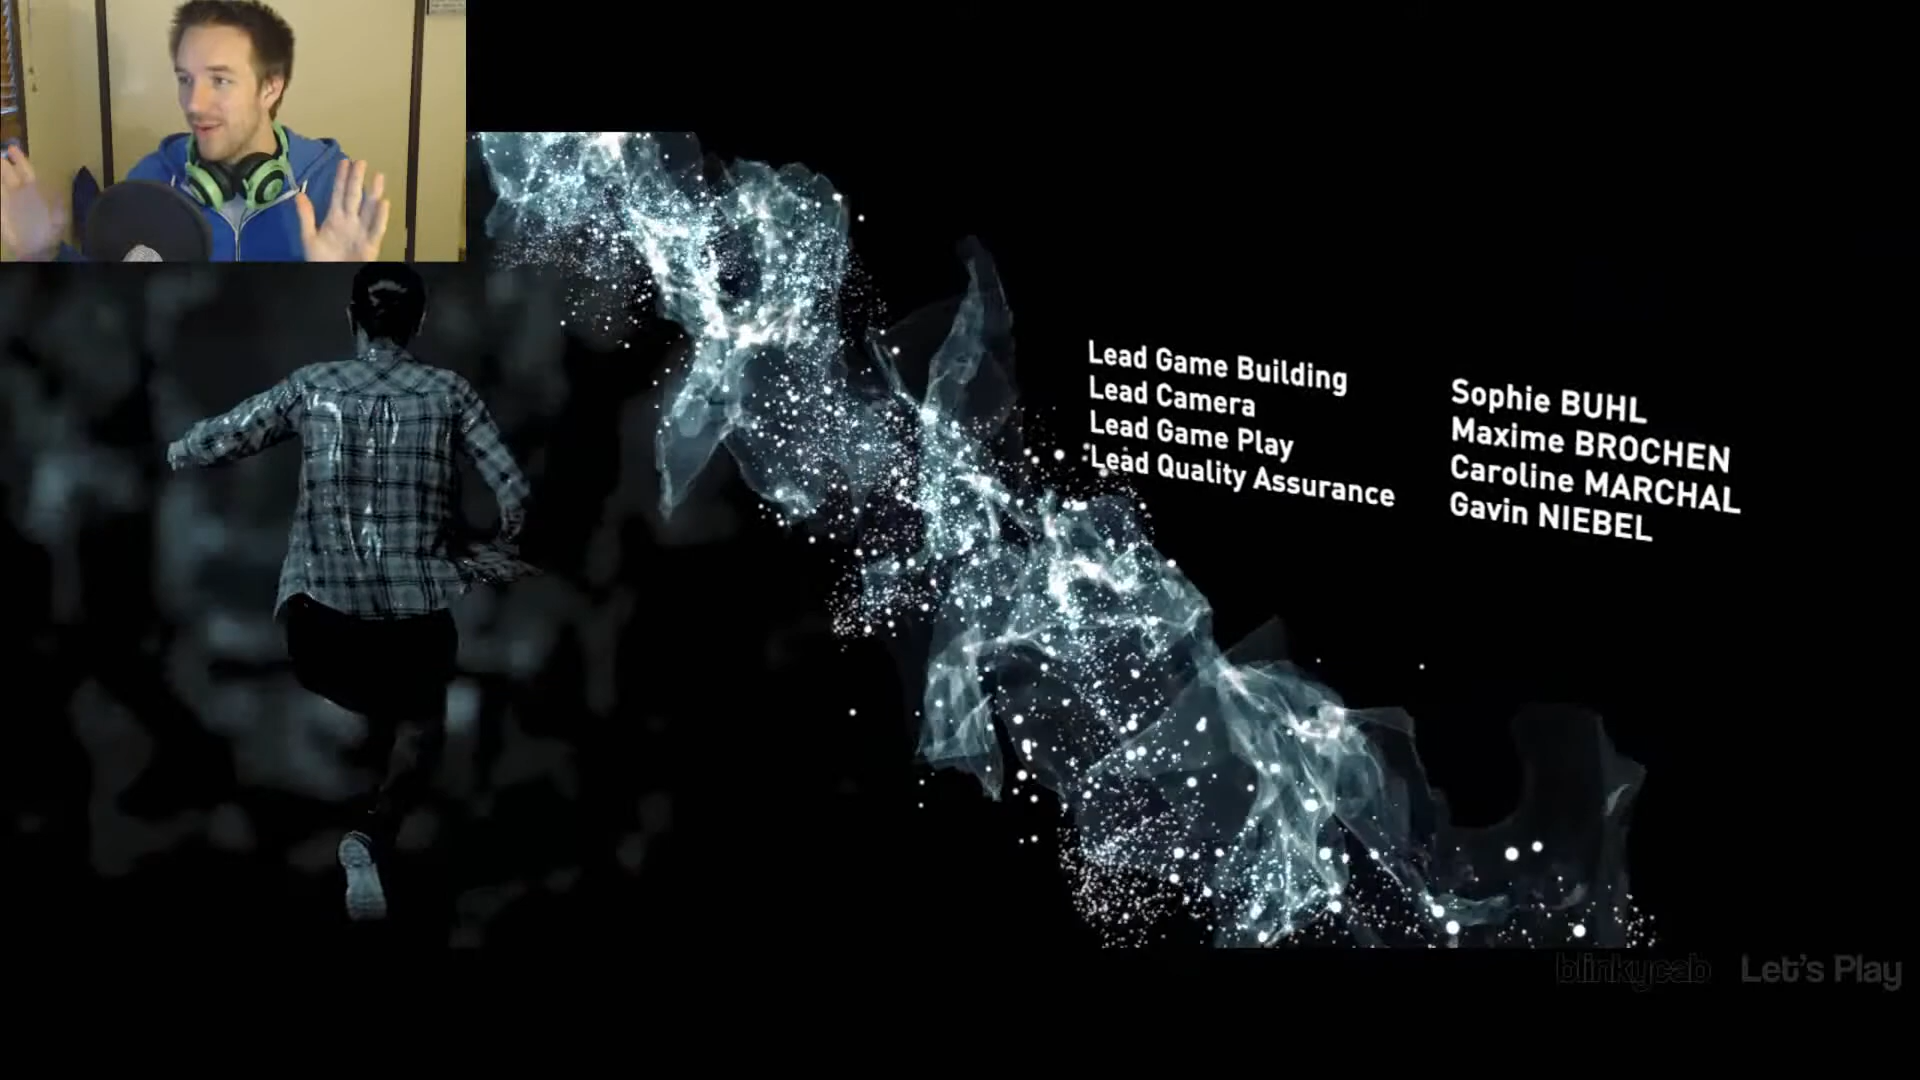 Lead Game Building
Lead Camera
Lead Game Play
Lead Quality Assurance
Sophie BUHL
Maxime BROCHEN
Caroline MARCHAL
Gavin NIEBEL
blinkycab Let's Play